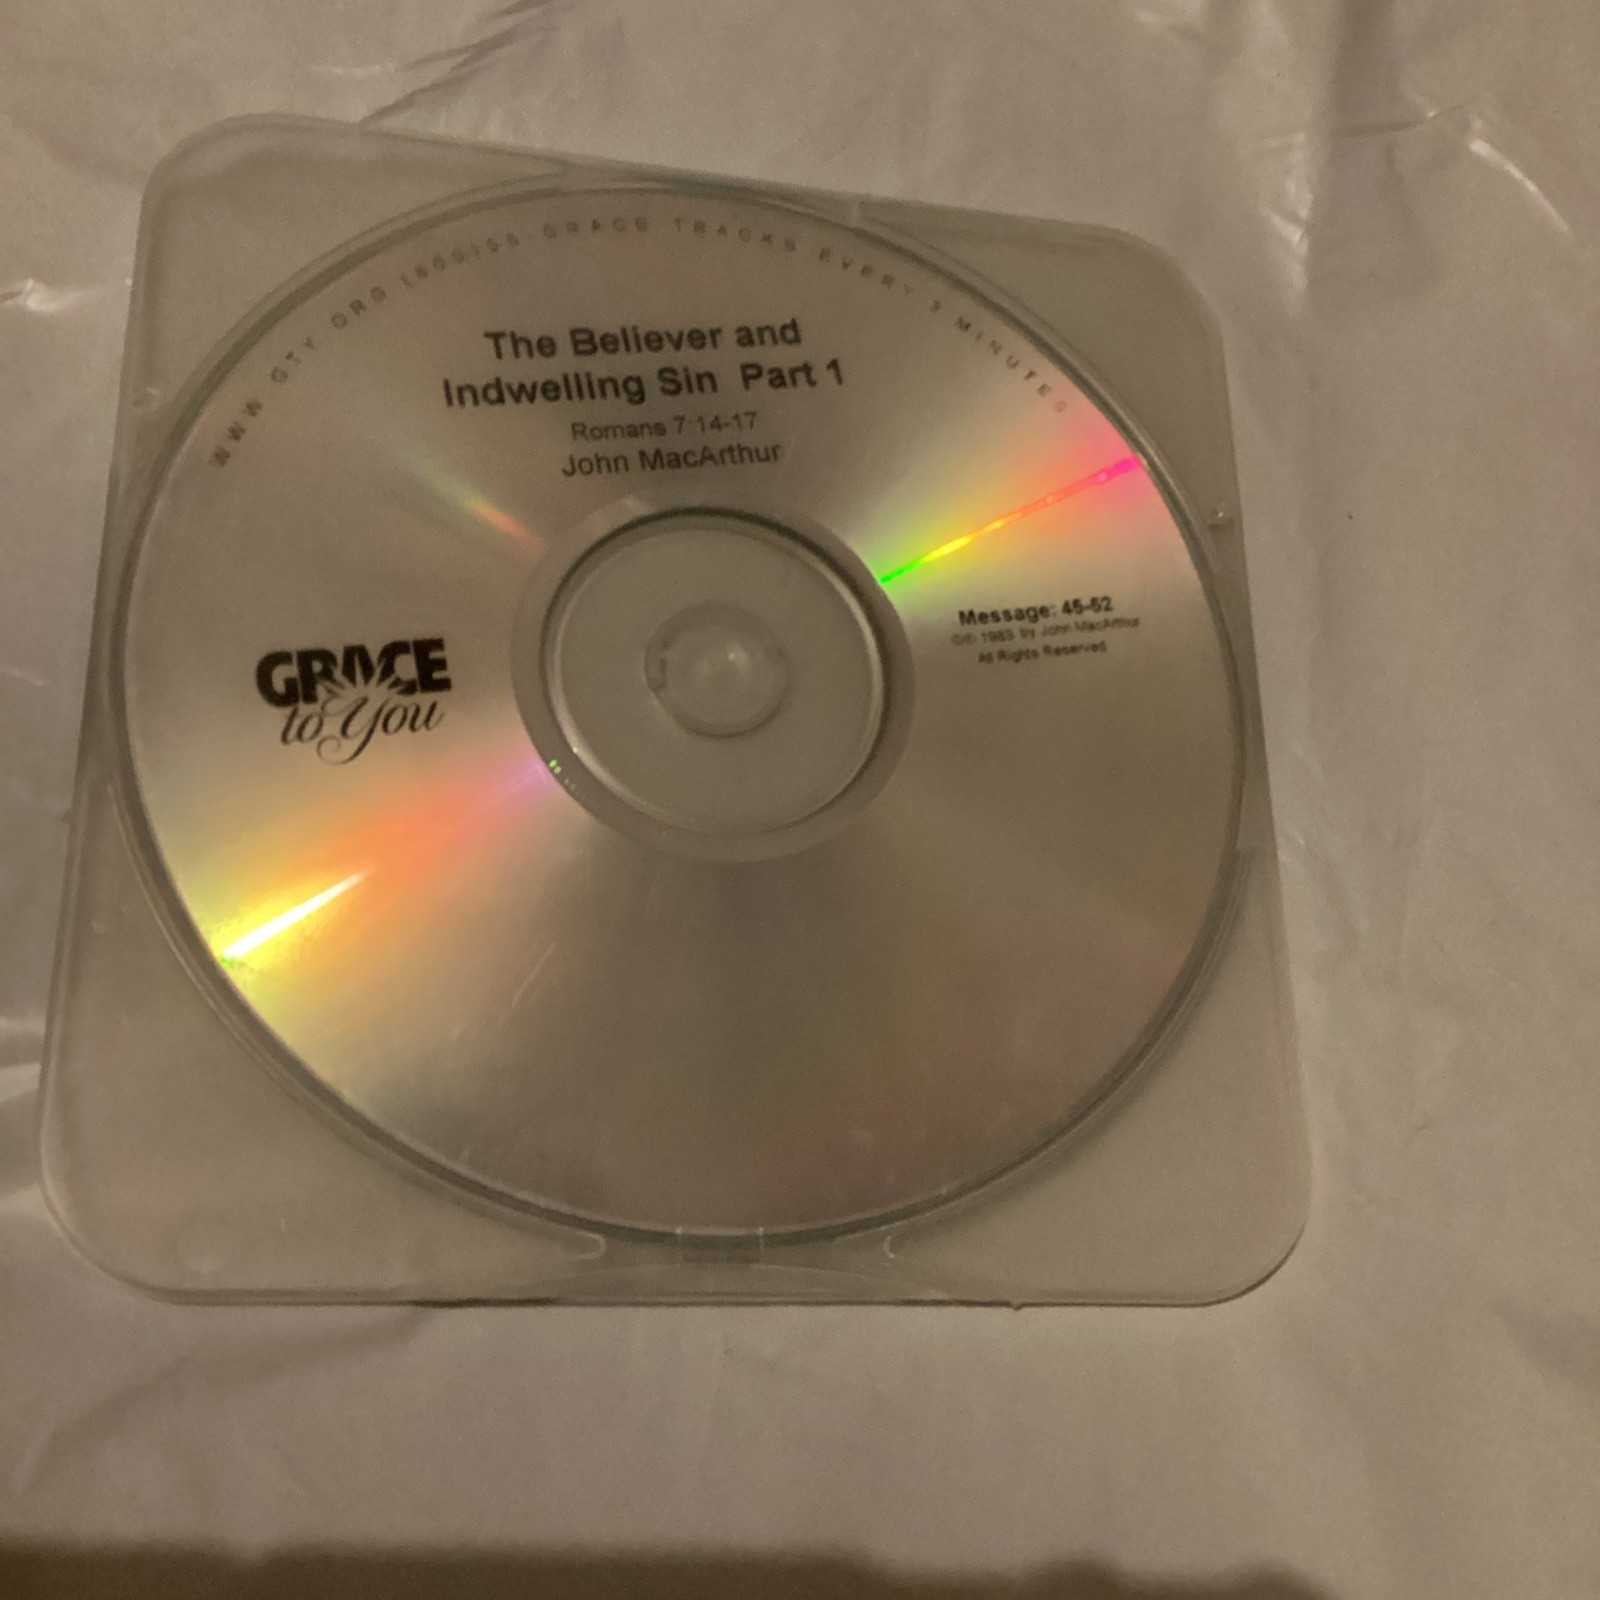 WWW GTY ORG 1800(55 GRACE TRACKS EVERY 3 MINUTES
The Believer and
Indwelling Sin Part 1
Romans 7:14-17
John MacArthur
GRACE
to You
Message: 45-52
©℗ 1983 by John MacArthur
All Rights Reserved